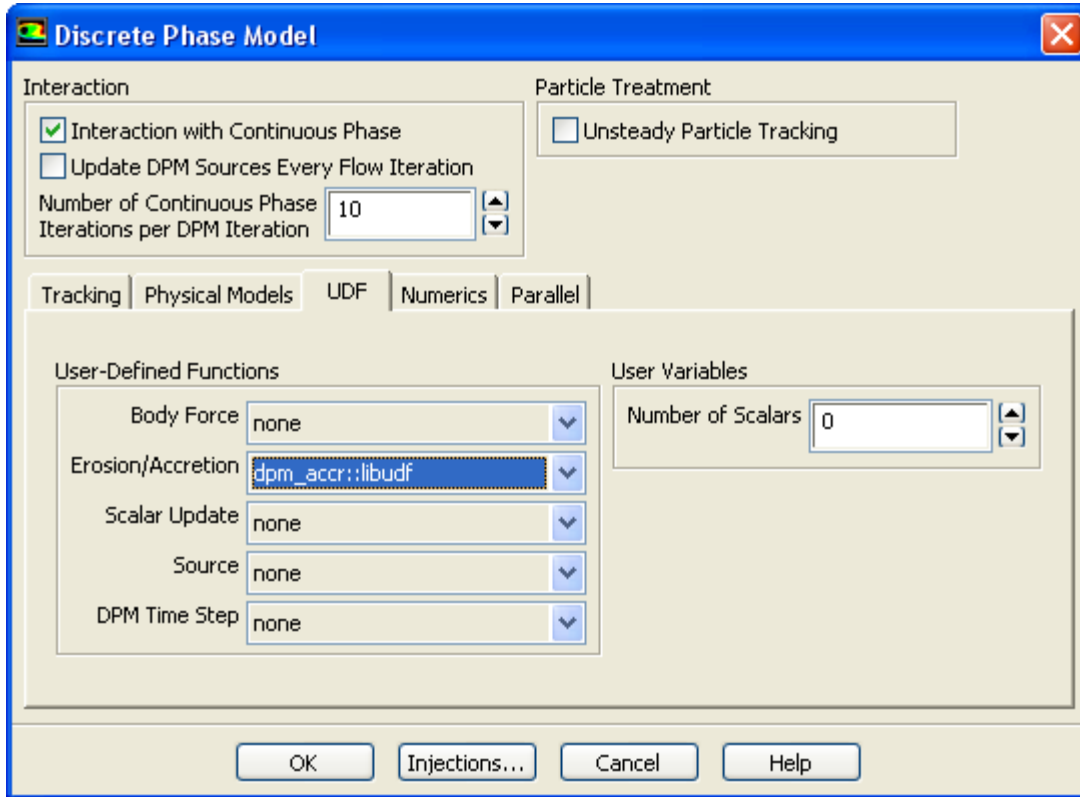 Discrete Phase Model
Interaction
Interaction with Continuous Phase
Update DPM Sources Every Flow Iteration
Number of Continuous Phase
Iterations per DPM Iteration
10
Particle Treatment
Unsteady Particle Tracking
Tracking Physical Models UDF Numerics Parallel
User-Defined Functions
Body Force none
Erosion/Accretion dpm_accr::libudf
Scalar Update none
Source none
DPM Time Step none
User Variables
Number of Scalars 0
OK Injections... Cancel Help